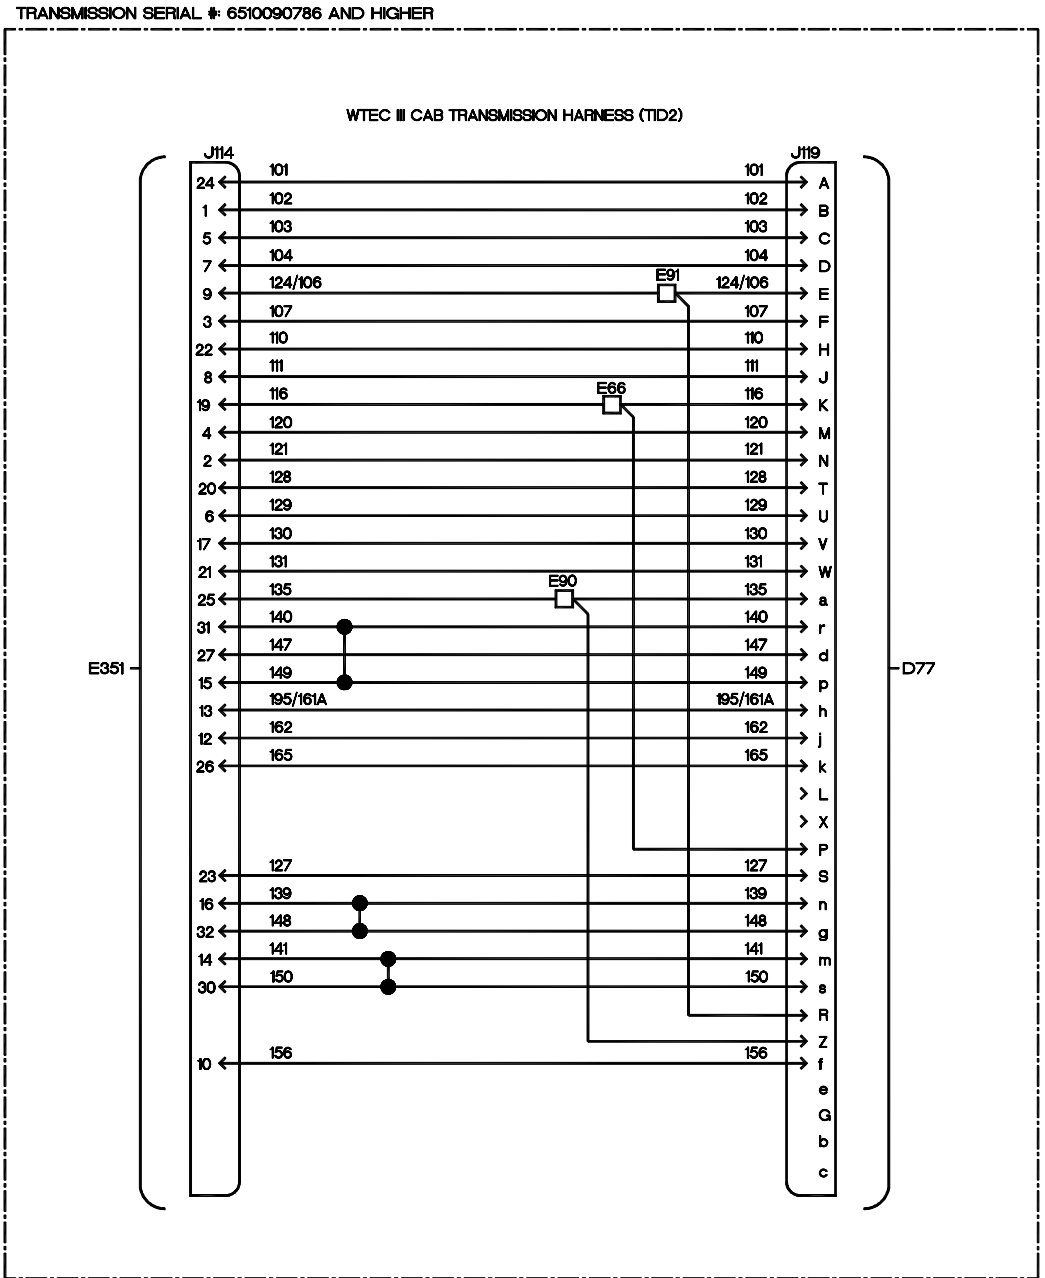 TRANSMISSION SERIAL #: 6510090786 AND HIGHER
WTEC III CAB TRANSMISSION HARNESS (TID2)
J114 J119
24 101 101 A
1 102 102 B
5 103 103 C
7 104 104 D
E91
9 124/106 124/106 E
3 107 107 F
22 110 110 H
8 111 111 J
E66
19 116 116 K
4 120 120 M
2 121 121 N
20 128 128 T
6 129 129 U
17 130 130 V
21 131 131 W
E90
25 135 135 a
31 140 140 r
27 147 147 d
E351 D77
15 149 149 p
13 195/161A 195/161A h
12 162 162 j
26 165 165 k
L
X
P
23 127 127 S
16 139 139 n
32 148 148 g
14 141 141 m
30 150 150 s
R
Z
10 156 156 f
e
G
b
c